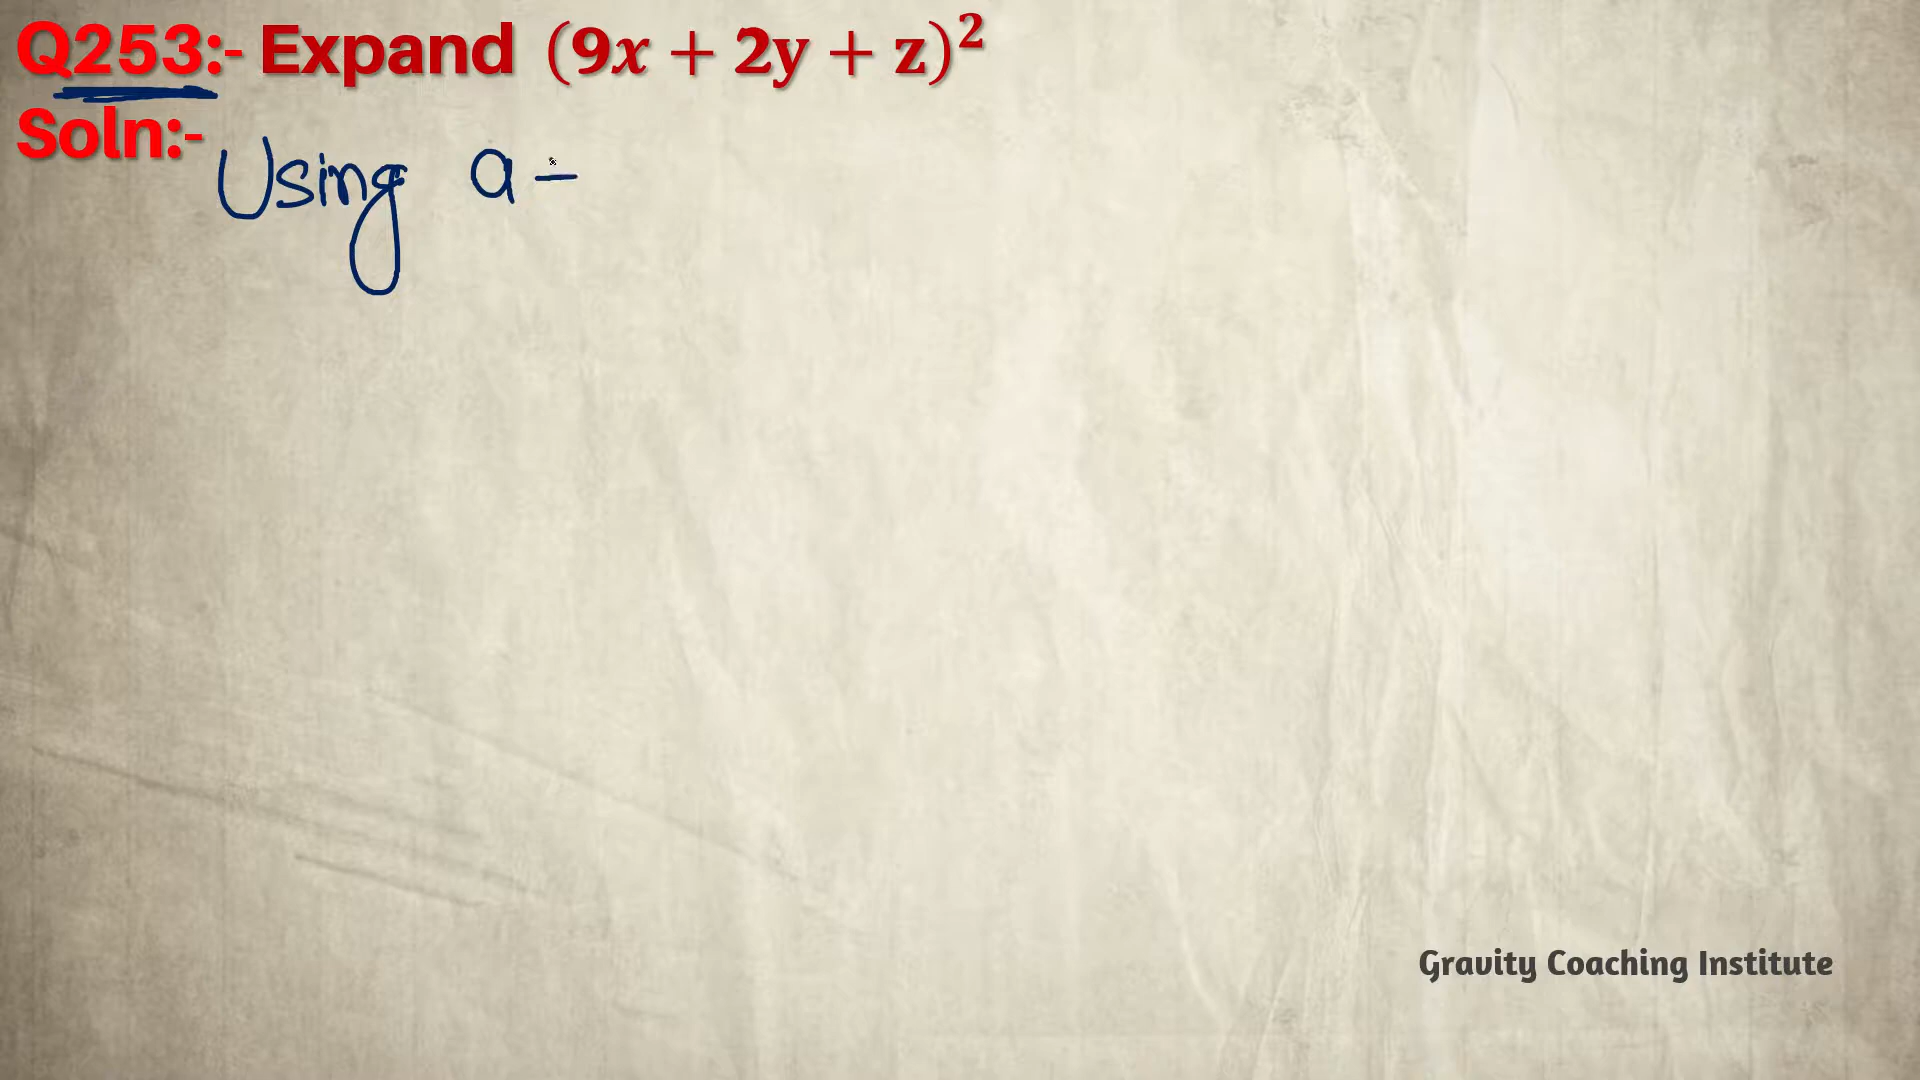 Q253:- Expand (9x + 2y + z)²
Soln:-
Using a -
Gravity Coaching Institute